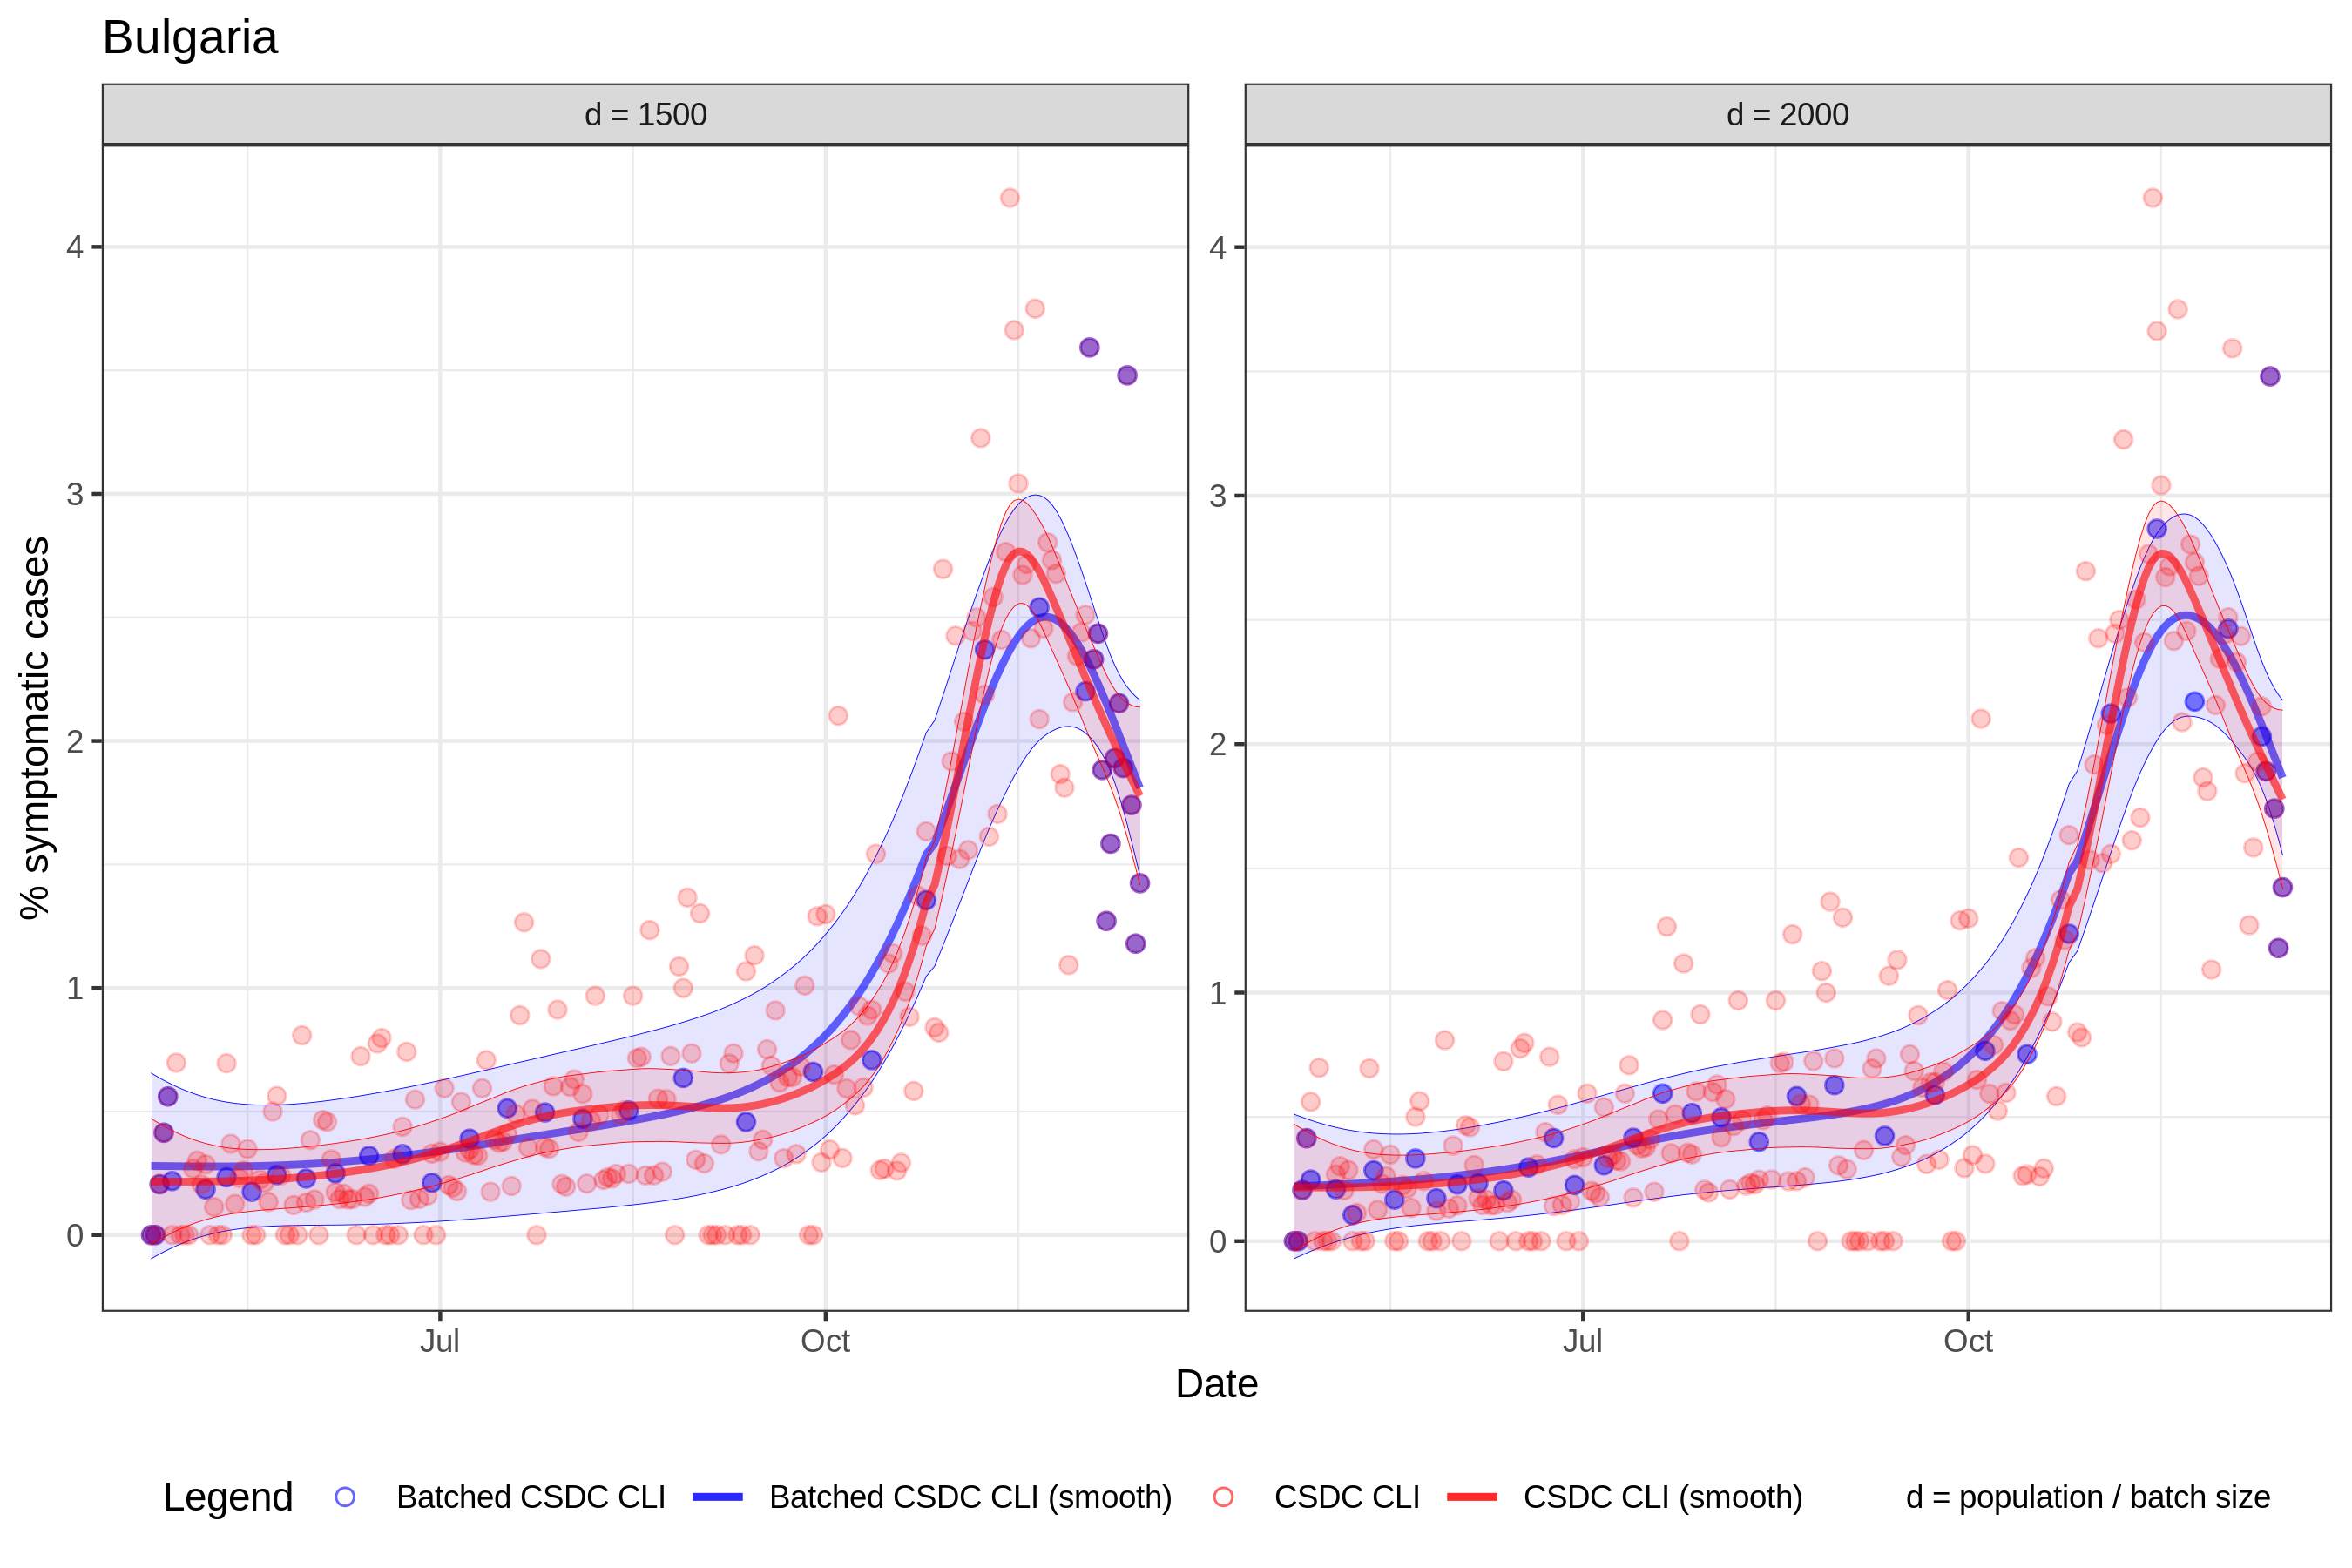 Bulgaria
d = 1500
d = 2000
% symptomatic cases
4
3
2
1
0
4
3
2
1
0
Jul
Oct
Jul
Oct
Date
Legend
Batched CSDC CLI
Batched CSDC CLI (smooth)
CSDC CLI
CSDC CLI (smooth)
d = population / batch size